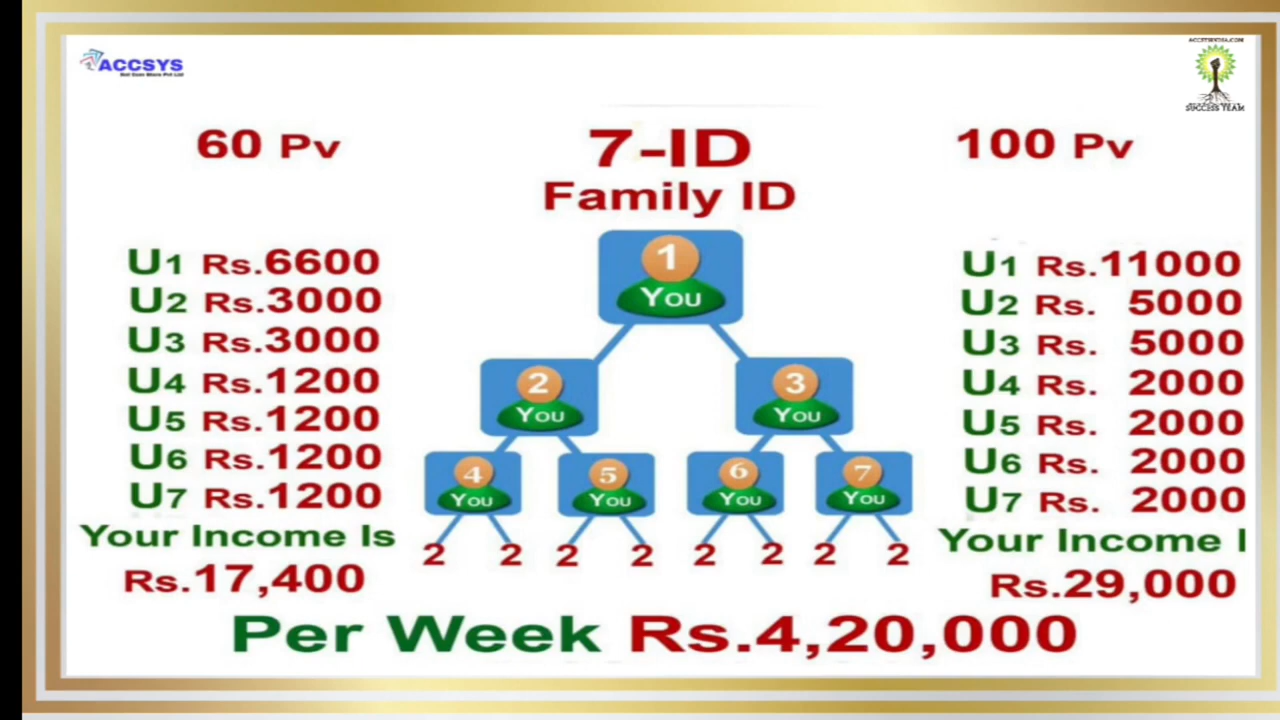 ACCSYS
60 Pv
7-ID
Family ID
100 Pv
U1 Rs.6600
U2 Rs.3000
U3 Rs.3000
U4 Rs.1200
U5 Rs.1200
U6 Rs.1200
U7 Rs.1200
Your Income Is
Rs.17,400
1
You
2
You
3
You
4
You
5
You
6
You
7
You
2 2 2 2 2 2 2 2
U1 Rs.11000
U2 Rs. 5000
U3 Rs. 5000
U4 Rs. 2000
U5 Rs. 2000
U6 Rs. 2000
U7 Rs. 2000
Your Income I
Rs.29,000
Per Week Rs.4,20,000
SUCCESS TEAM